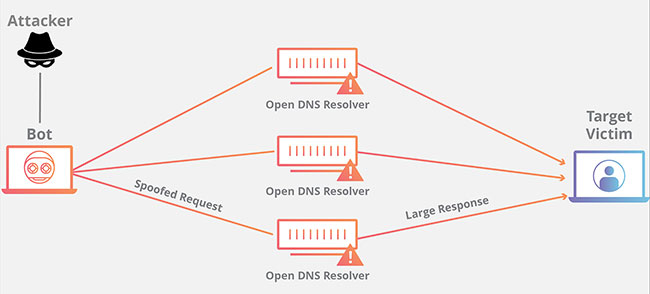 Attacker
Bot
Open DNS Resolver
Target
Victim
Open DNS Resolver
Spoofed Request
Large Response
Open DNS Resolver